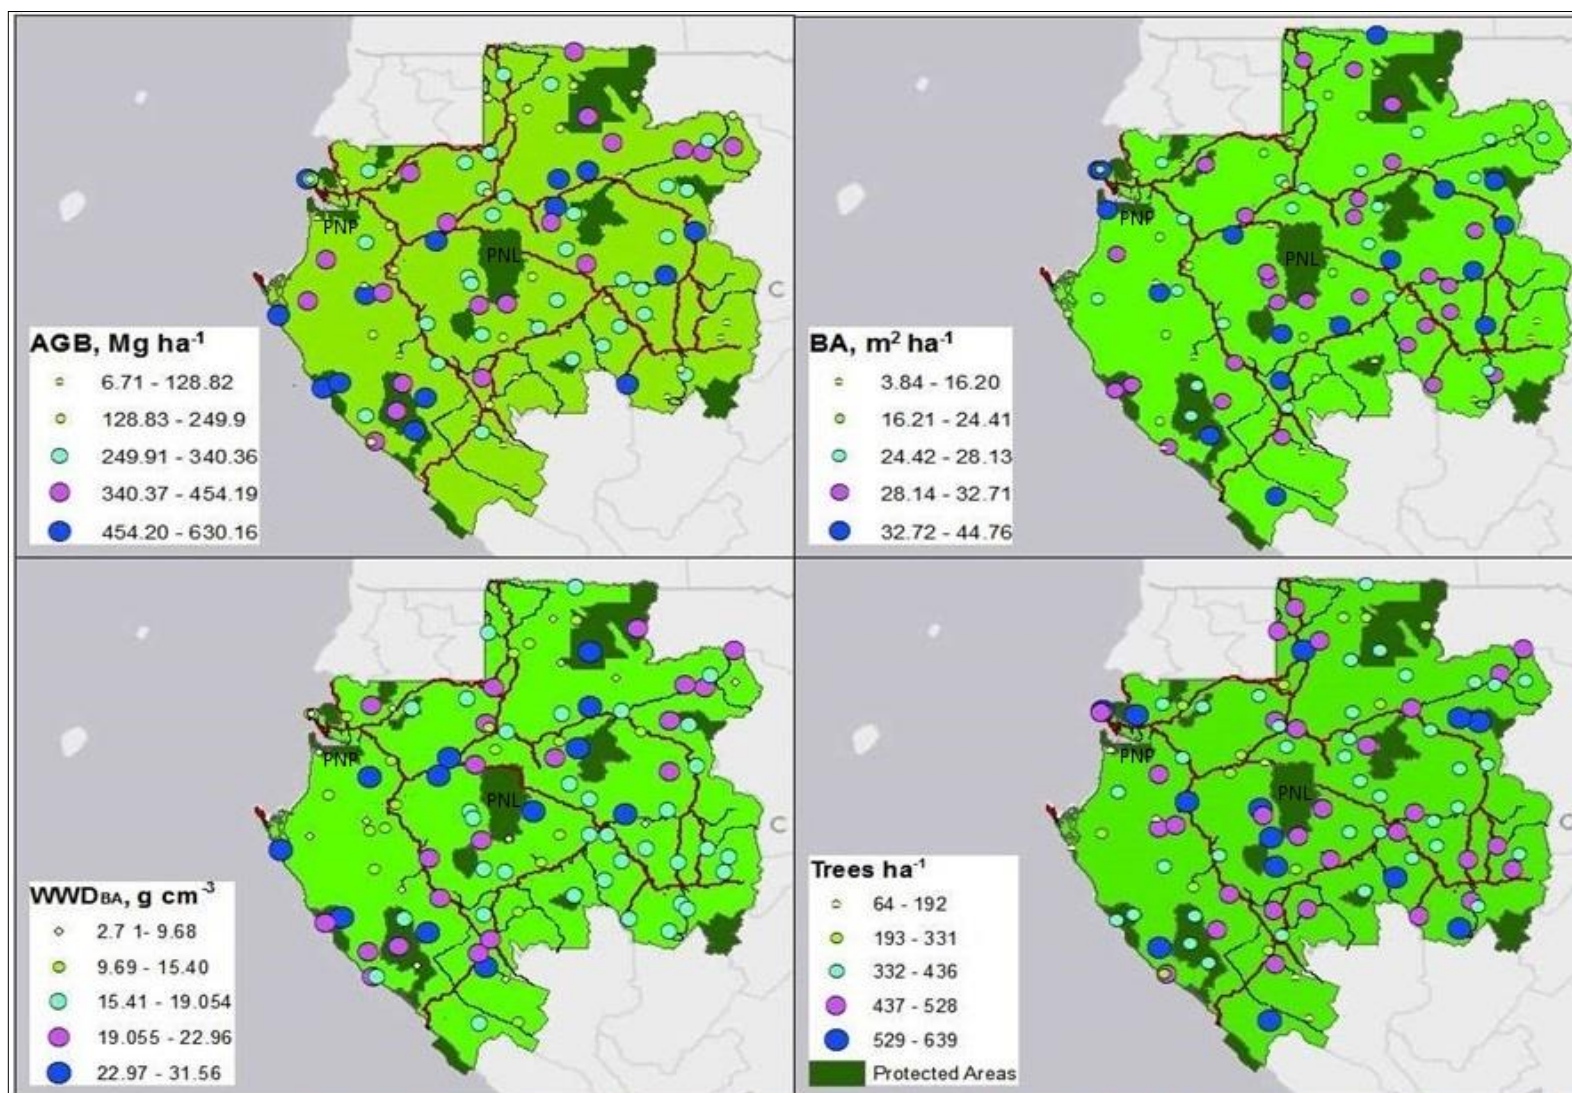 PNP
PNL
C
AGB, Mg ha-1
6.71 - 128.82
128.83 - 249.9
249.91 - 340.36
340.37 - 454.19
454.20 - 630.16
PNP
PNL
BA, m2 ha-1
3.84 - 16.20
16.21 - 24.41
24.42 - 28.13
28.14 - 32.71
32.72 - 44.76
PNP
PNL
C
WWDBA, g cm-3
2.7 1- 9.68
9.69 - 15.40
15.41 - 19.054
19.055 - 22.96
22.97 - 31.56
PNP
PNL
C
Trees ha-1
64 - 192
193 - 331
332 - 436
437 - 528
529 - 639
Protected Areas